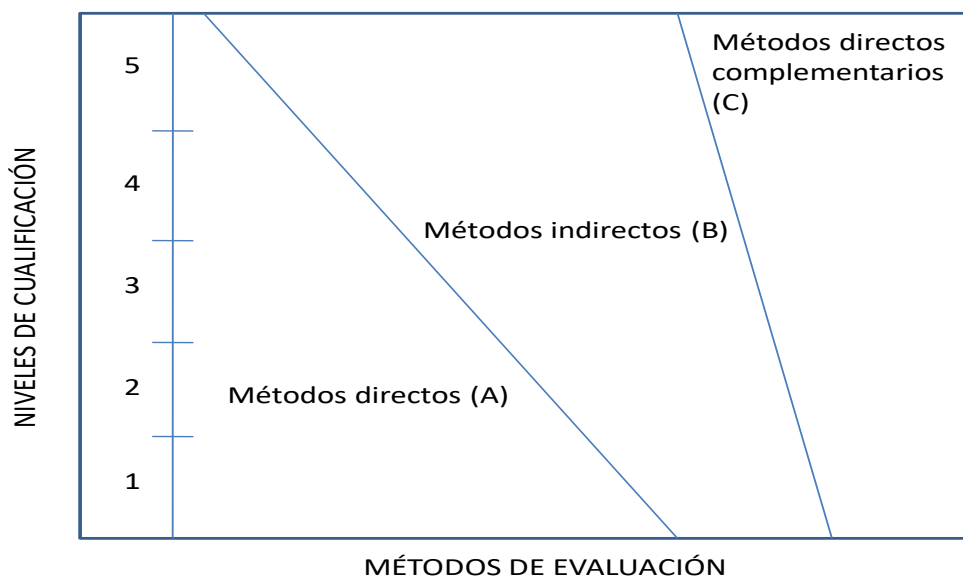 NIVELES DE CUALIFICACIÓN
5
4
3
2
1
Métodos directos
complementarios
(C)
Métodos indirectos (B)
Métodos directos (A)
MÉTODOS DE EVALUACIÓN